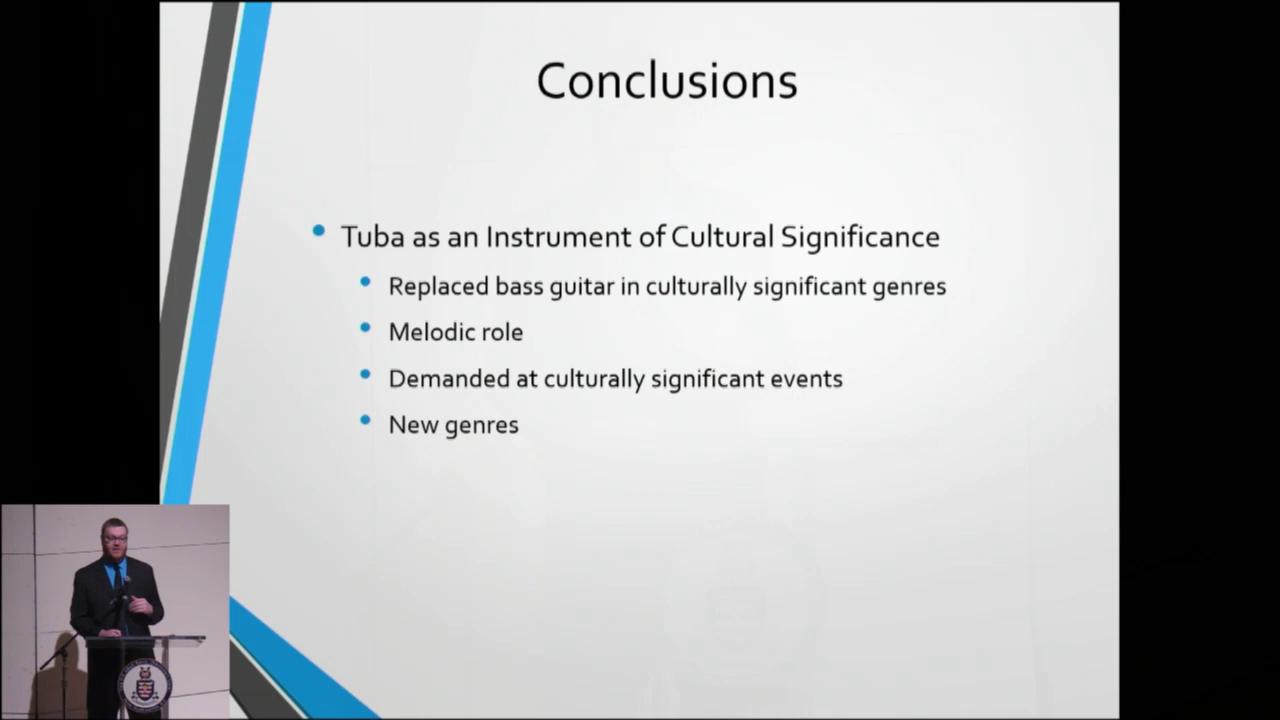 Conclusions
Tuba as an Instrument of Cultural Significance
Replaced bass guitar in culturally significant genres
Melodic role
Demanded at culturally significant events
New genres